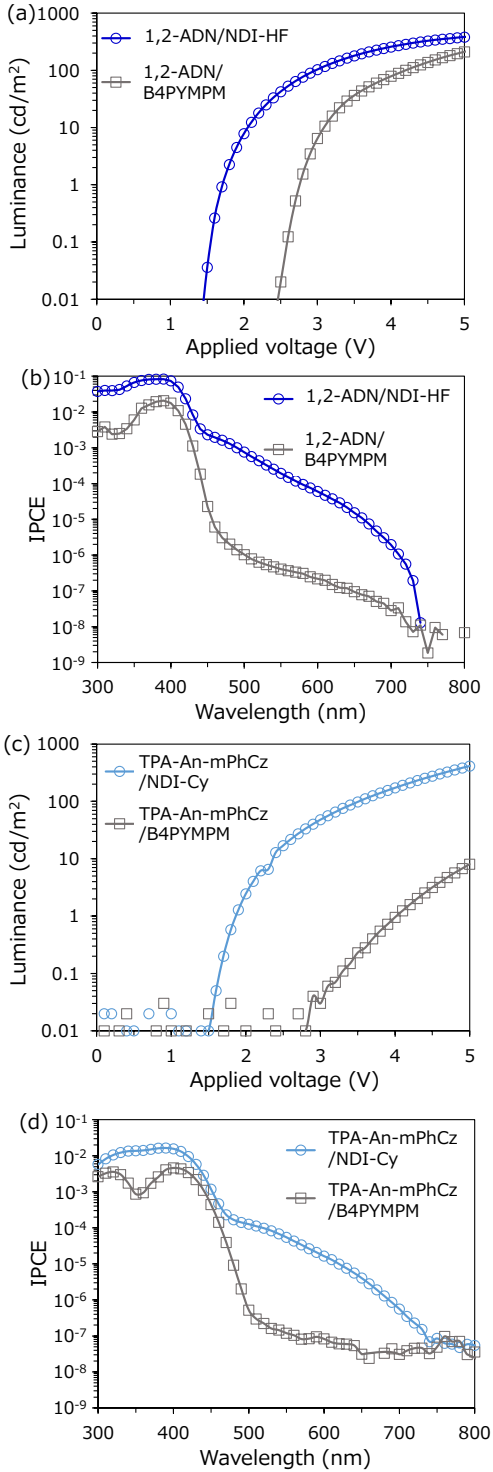 (a)
1000
100
10
1
0.1
0.01
Luminance (cd/m²)
1,2-ADN/NDI-HF
1,2-ADN/
B4PYMPM
0 1 2 3 4 5
Applied voltage (V)
(b)
10⁻¹
10⁻²
10⁻³
10⁻⁴
10⁻⁵
10⁻⁶
10⁻⁷
10⁻⁸
10⁻⁹
IPCE
1,2-ADN/NDI-HF
1,2-ADN/
B4PYMPM
300 400 500 600 700 800
Wavelength (nm)
(c)
1000
100
10
1
0.1
0.01
Luminance (cd/m²)
TPA-An-mPhCz
/NDI-Cy
TPA-An-mPhCz
/B4PYMPM
0 1 2 3 4 5
Applied voltage (V)
(d)
10⁻¹
10⁻²
10⁻³
10⁻⁴
10⁻⁵
10⁻⁶
10⁻⁷
10⁻⁸
10⁻⁹
IPCE
TPA-An-mPhCz
/NDI-Cy
TPA-An-mPhCz
/B4PYMPM
300 400 500 600 700 800
Wavelength (nm)